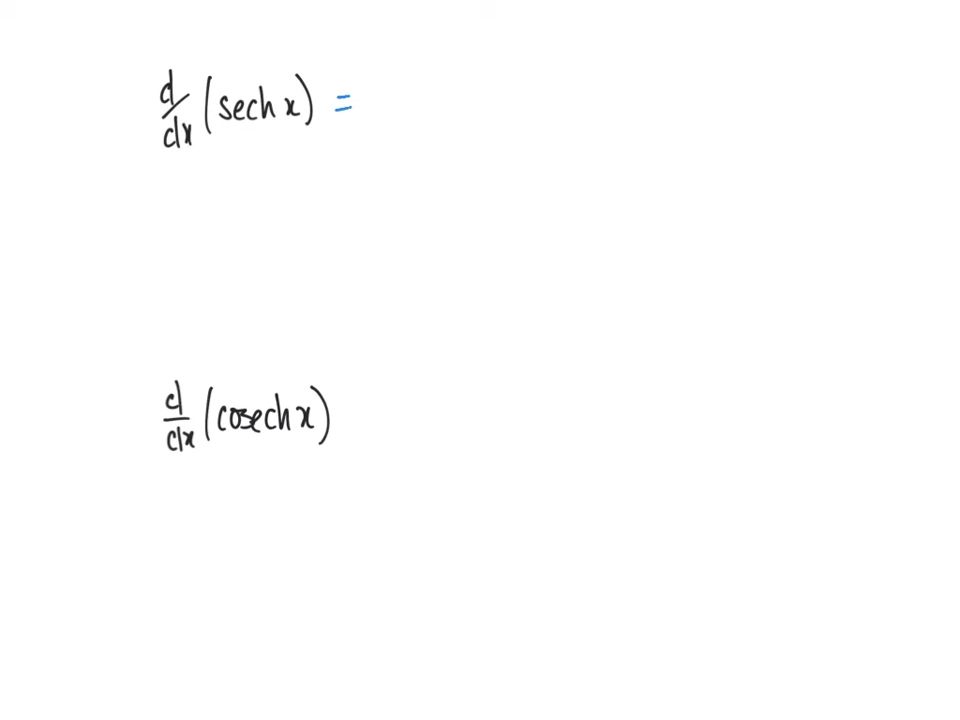 d/dx (sech x) =
d/dx (cosech x)